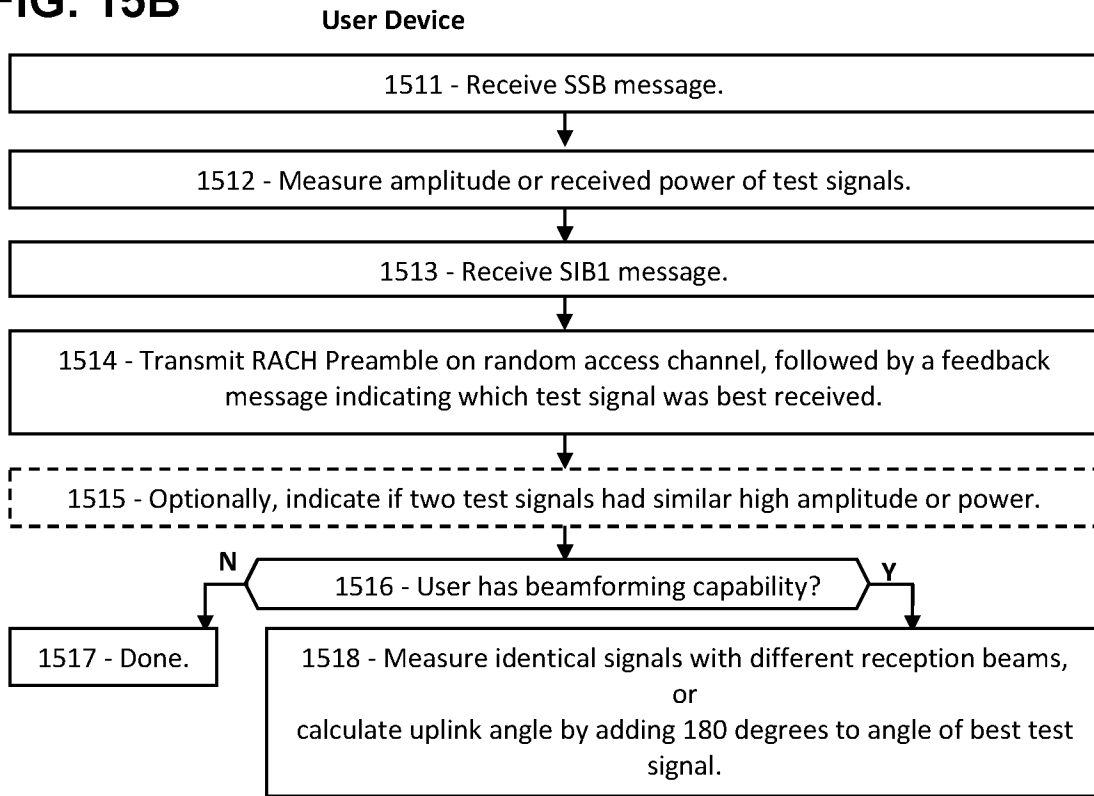 FIG. 15B
User Device
1511 - Receive SSB message.
1512 - Measure amplitude or received power of test signals.
1513 - Receive SIB1 message.
1514 - Transmit RACH Preamble on random access channel, followed by a feedback
message indicating which test signal was best received.
1515 - Optionally, indicate if two test signals had similar high amplitude or power.
N
1516 - User has beamforming capability?
Y
1517 - Done.
1518 - Measure identical signals with different reception beams,
or
calculate uplink angle by adding 180 degrees to angle of best test
signal.